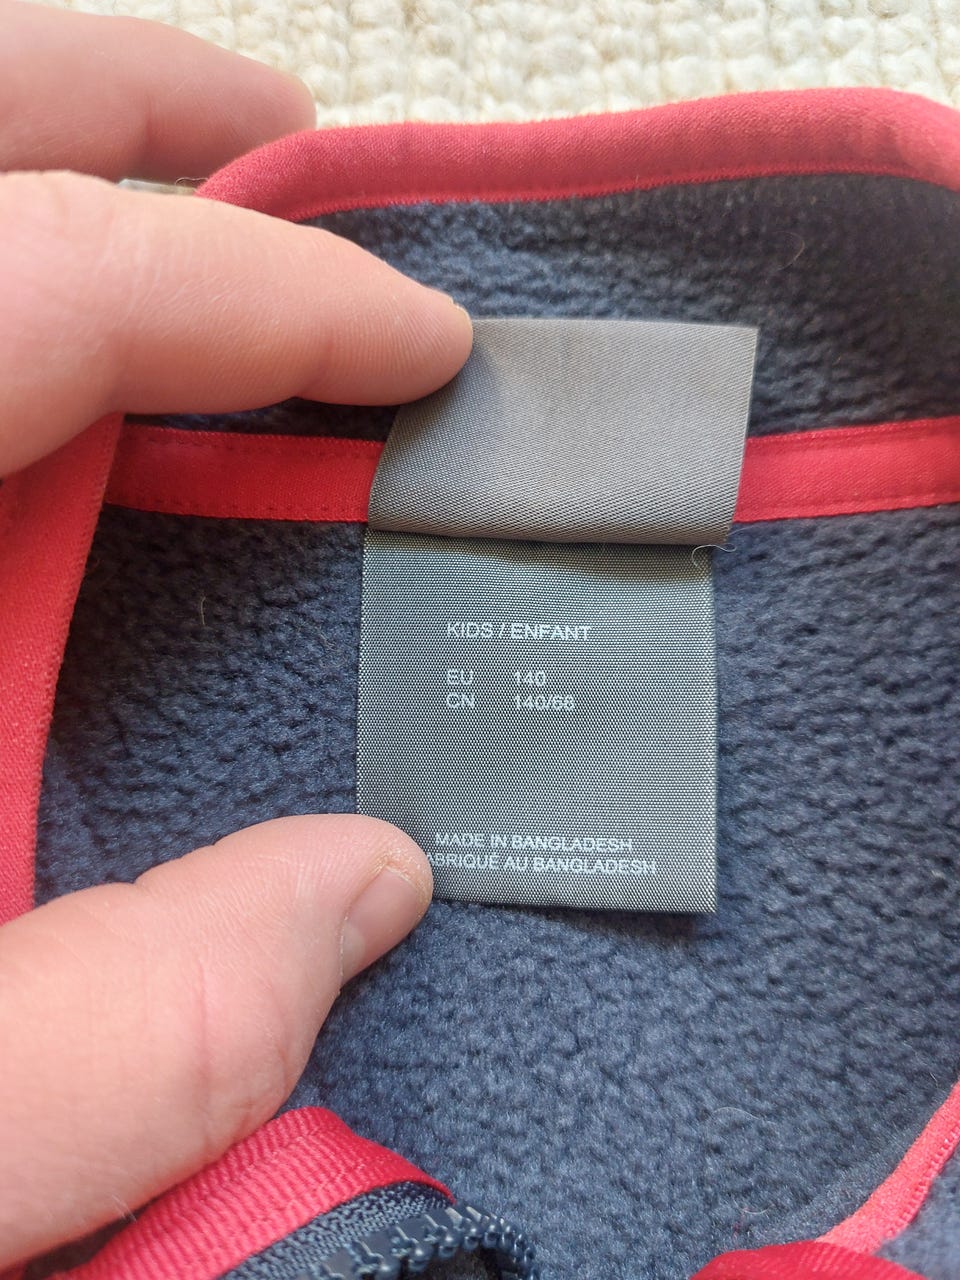 KIDS / ENFANT
EU 140
CN 140/68
MADE IN BANGLADESH
ABRIQUÉ AU BANGLADESH